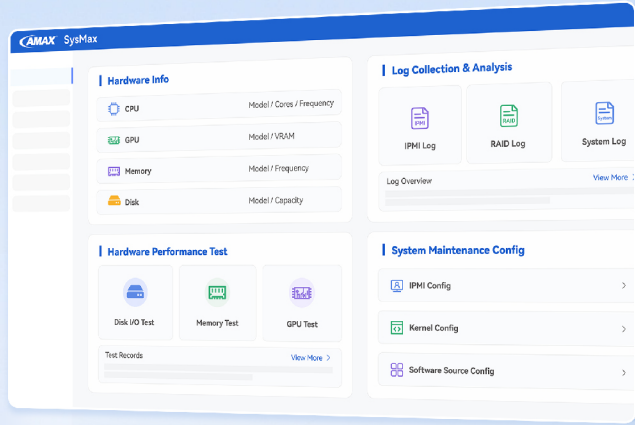 AMAX SysMax
Hardware Info
CPU Model / Cores / Frequency
GPU Model / VRAM
Memory Model / Frequency
Disk Model / Capacity
Log Collection & Analysis
IPMI
IPMI Log
RAID
RAID Log
System
System Log
Log Overview View More
Hardware Performance Test
Disk I/O Test
Memory Test
GPU Test
Test Records View More
System Maintenance Config
IPMI Config
Kernel Config
Software Source Config